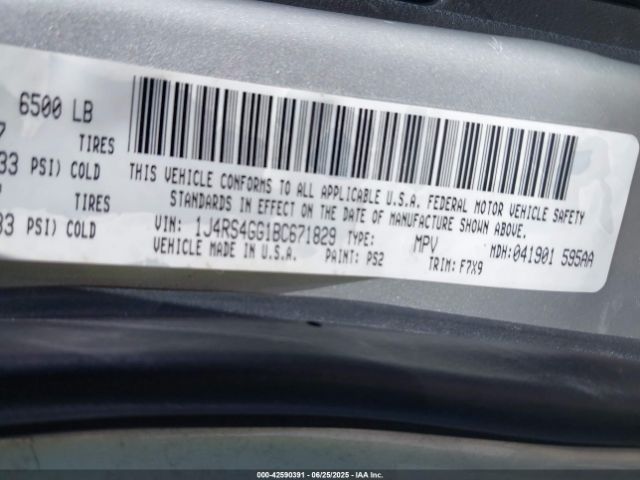 6500 LB
7 TIRES
33 PSI) COLD
TIRES
33 PSI) COLD
THIS VEHICLE CONFORMS TO ALL APPLICABLE U.S.A. FEDERAL MOTOR VEHICLE SAFETY
STANDARDS IN EFFECT ON THE DATE OF MANUFACTURE SHOWN ABOVE.
VIN: 1J4RS4GG1BC671829 TYPE: MPV MDH: 041901 595AA
VEHICLE MADE IN U.S.A. PAINT: PS2 TRIM: F7X9
000-42590391 - 06/25/2025 - IAA Inc.